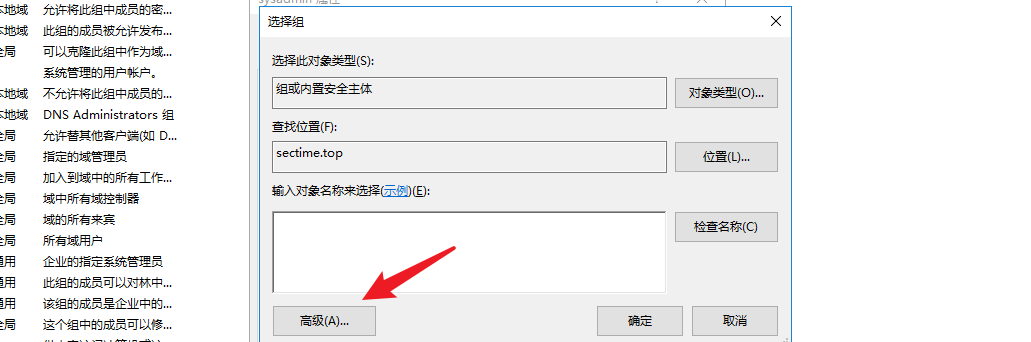 sysadmin 属性
本地域 允许将此组中成员的密...
本地域 此组的成员被允许发布...
全局 可以克隆此组中作为域...
系统管理的用户帐户。
本地域 不允许将此组中成员的...
本地域 DNS Administrators 组
全局 允许替其他客户端(如 D...
全局 指定的域管理员
全局 加入到域中的所有工作...
全局 域中所有域控制器
全局 域的所有来宾
全局 所有域用户
通用 企业的指定系统管理员
通用 此组的成员可以对林中...
通用 该组的成员是企业中的...
全局 这个组中的成员可以修...
选择组
选择此对象类型(S):
组或内置安全主体
对象类型(O)...
查找位置(F):
sectime.top
位置(L)...
输入对象名称来选择(示例)(E):
检查名称(C)
高级(A)...
确定
取消